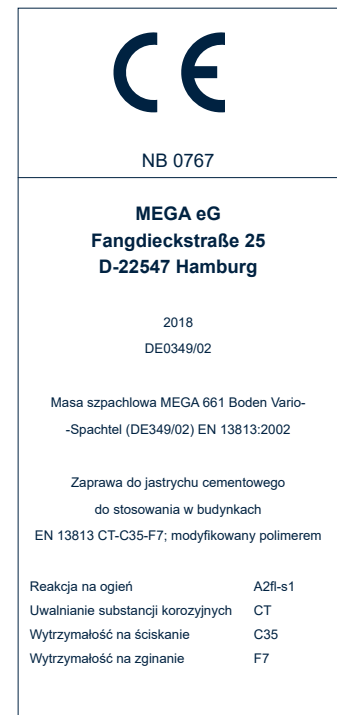 CE
NB 0767
MEGA eG
Fangdieckstraße 25
D-22547 Hamburg
2018
DE0349/02
Masa szpachlowa MEGA 661 Boden Vario-
-Spachtel (DE349/02) EN 13813:2002
Zaprawa do jastrychu cementowego
do stosowania w budynkach
EN 13813 CT-C35-F7; modyfikowany polimerem
Reakcja na ogień A2fl-s1
Uwalnianie substancji korozyjnych CT
Wytrzymałość na ściskanie C35
Wytrzymałość na zginanie F7